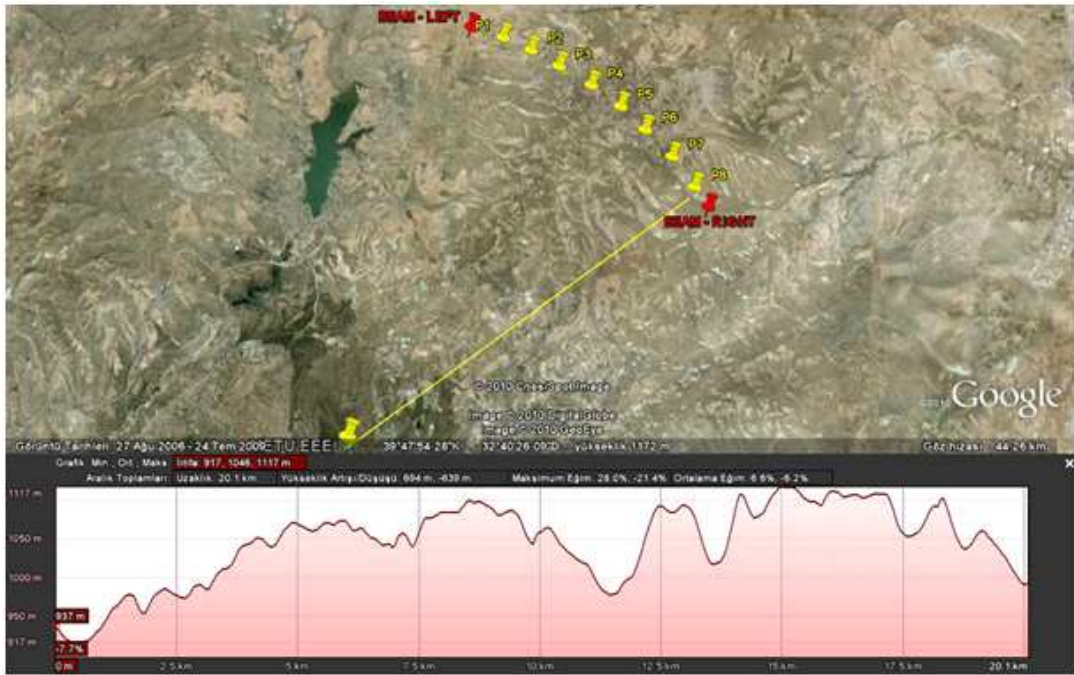 BEAM - LEFT
P1
P2
P3
P4
P5
P6
P7
P8
BEAM - RIGHT
© 2010 Cnes/Spot Image
Image © 2010 DigitalGlobe
Image © 2010 GeoEye
Google
Görüntü Tarihleri: 27 Ağu 2006 - 24 Tem 2009
ETU EEE
39°47'54.28"K 32°40'26.09"D yükseklik 1172 m
Göz hizası 44.26 km
Grafik Min., Ort., Maks. İrtifa: 917, 1046, 1117 m
Aralık Toplamları: Uzaklık: 20.1 km Yükseklik Artışı/Düşüşü: 694 m, -639 m Maksimum Eğim: 28.0%, -21.4% Ortalama Eğim: 6.6%, -6.2%
1117 m
1050 m
1000 m
950 m
917 m
937 m
-7.7%
0 m
2.5 km
5 km
7.5 km
10 km
12.5 km
15 km
17.5 km
20.1 km